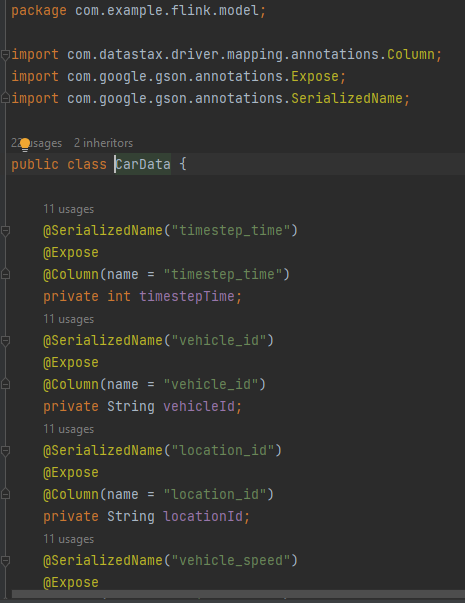 package com.example.flink.model;
import com.datastax.driver.mapping.annotations.Column;
import com.google.gson.annotations.Expose;
import com.google.gson.annotations.SerializedName;
22 usages 2 inheritors
public class CarData {
11 usages
@SerializedName("timestep_time")
@Expose
@Column(name = "timestep_time")
private int timestepTime;
11 usages
@SerializedName("vehicle_id")
@Expose
@Column(name = "vehicle_id")
private String vehicleId;
11 usages
@SerializedName("location_id")
@Expose
@Column(name = "location_id")
private String locationId;
11 usages
@SerializedName("vehicle_speed")
@Expose